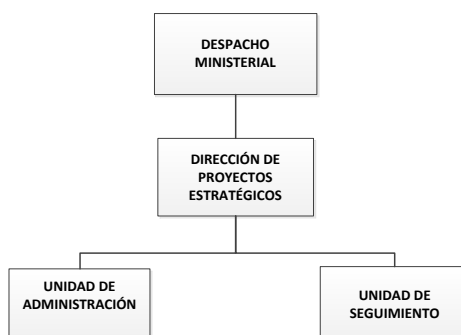 DESPACHO
MINISTERIAL
DIRECCIÓN DE
PROYECTOS
ESTRATÉGICOS
UNIDAD DE
ADMINISTRACIÓN
UNIDAD DE
SEGUIMIENTO